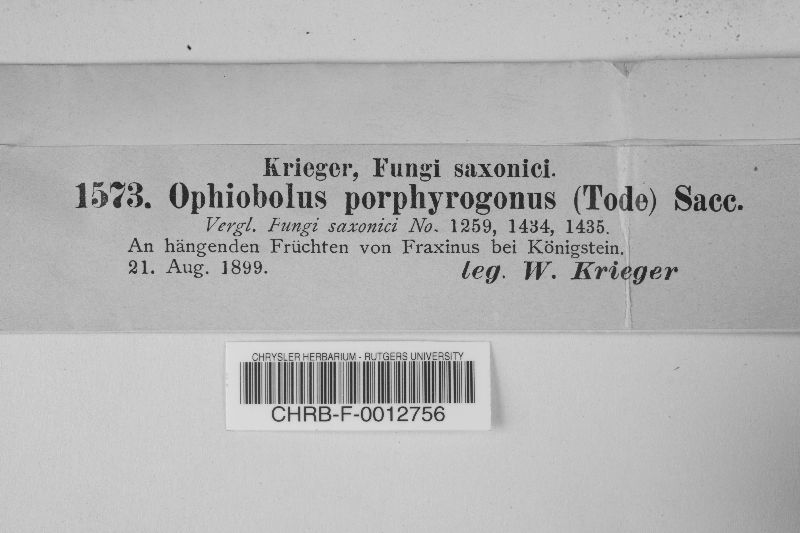 Krieger, Fungi saxonici.
1573. Ophiobolus porphyrogonus (Tode) Sacc.
Vergl. Fungi saxonici No. 1259, 1434, 1435.
An hängenden Früchten von Fraxinus bei Königstein.
21. Aug. 1899. leg. W. Krieger
CHRYSLER HERBARIUM - RUTGERS UNIVERSITY
CHRB-F-0012756